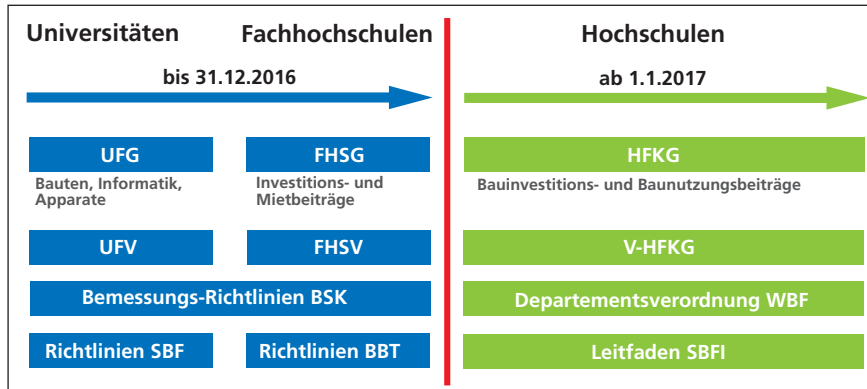 Universitäten
Fachhochschulen
Hochschulen
bis 31.12.2016
ab 1.1.2017
UFG
FHSG
HFKG
Bauten, Informatik,
Apparate
Investitions- und
Mietbeiträge
Bauinvestitions- und Baunutzungsbeiträge
UFV
FHSV
V-HFKG
Bemessungs-Richtlinien BSK
Departementsverordnung WBF
Richtlinien SBF
Richtlinien BBT
Leitfaden SBFI